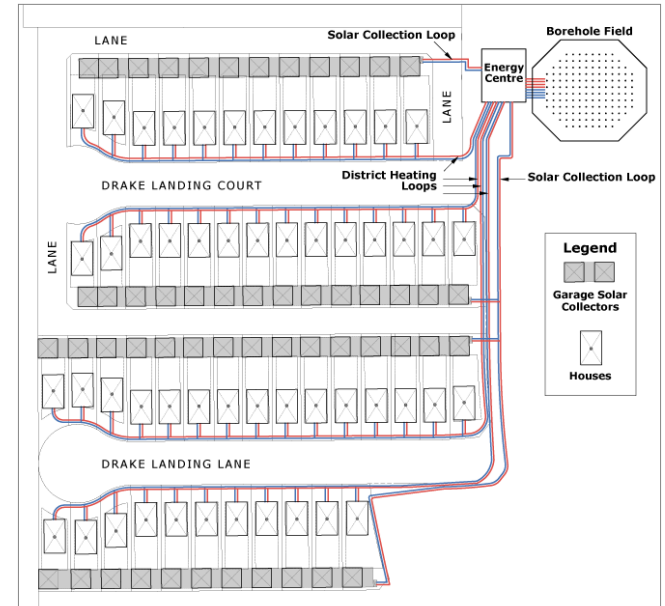 LANE
Solar Collection Loop
Borehole Field
Energy
Centre
LANE
District Heating
Loops
Solar Collection Loop
DRAKE LANDING COURT
LANE
Legend
Garage Solar
Collectors
Houses
DRAKE LANDING LANE